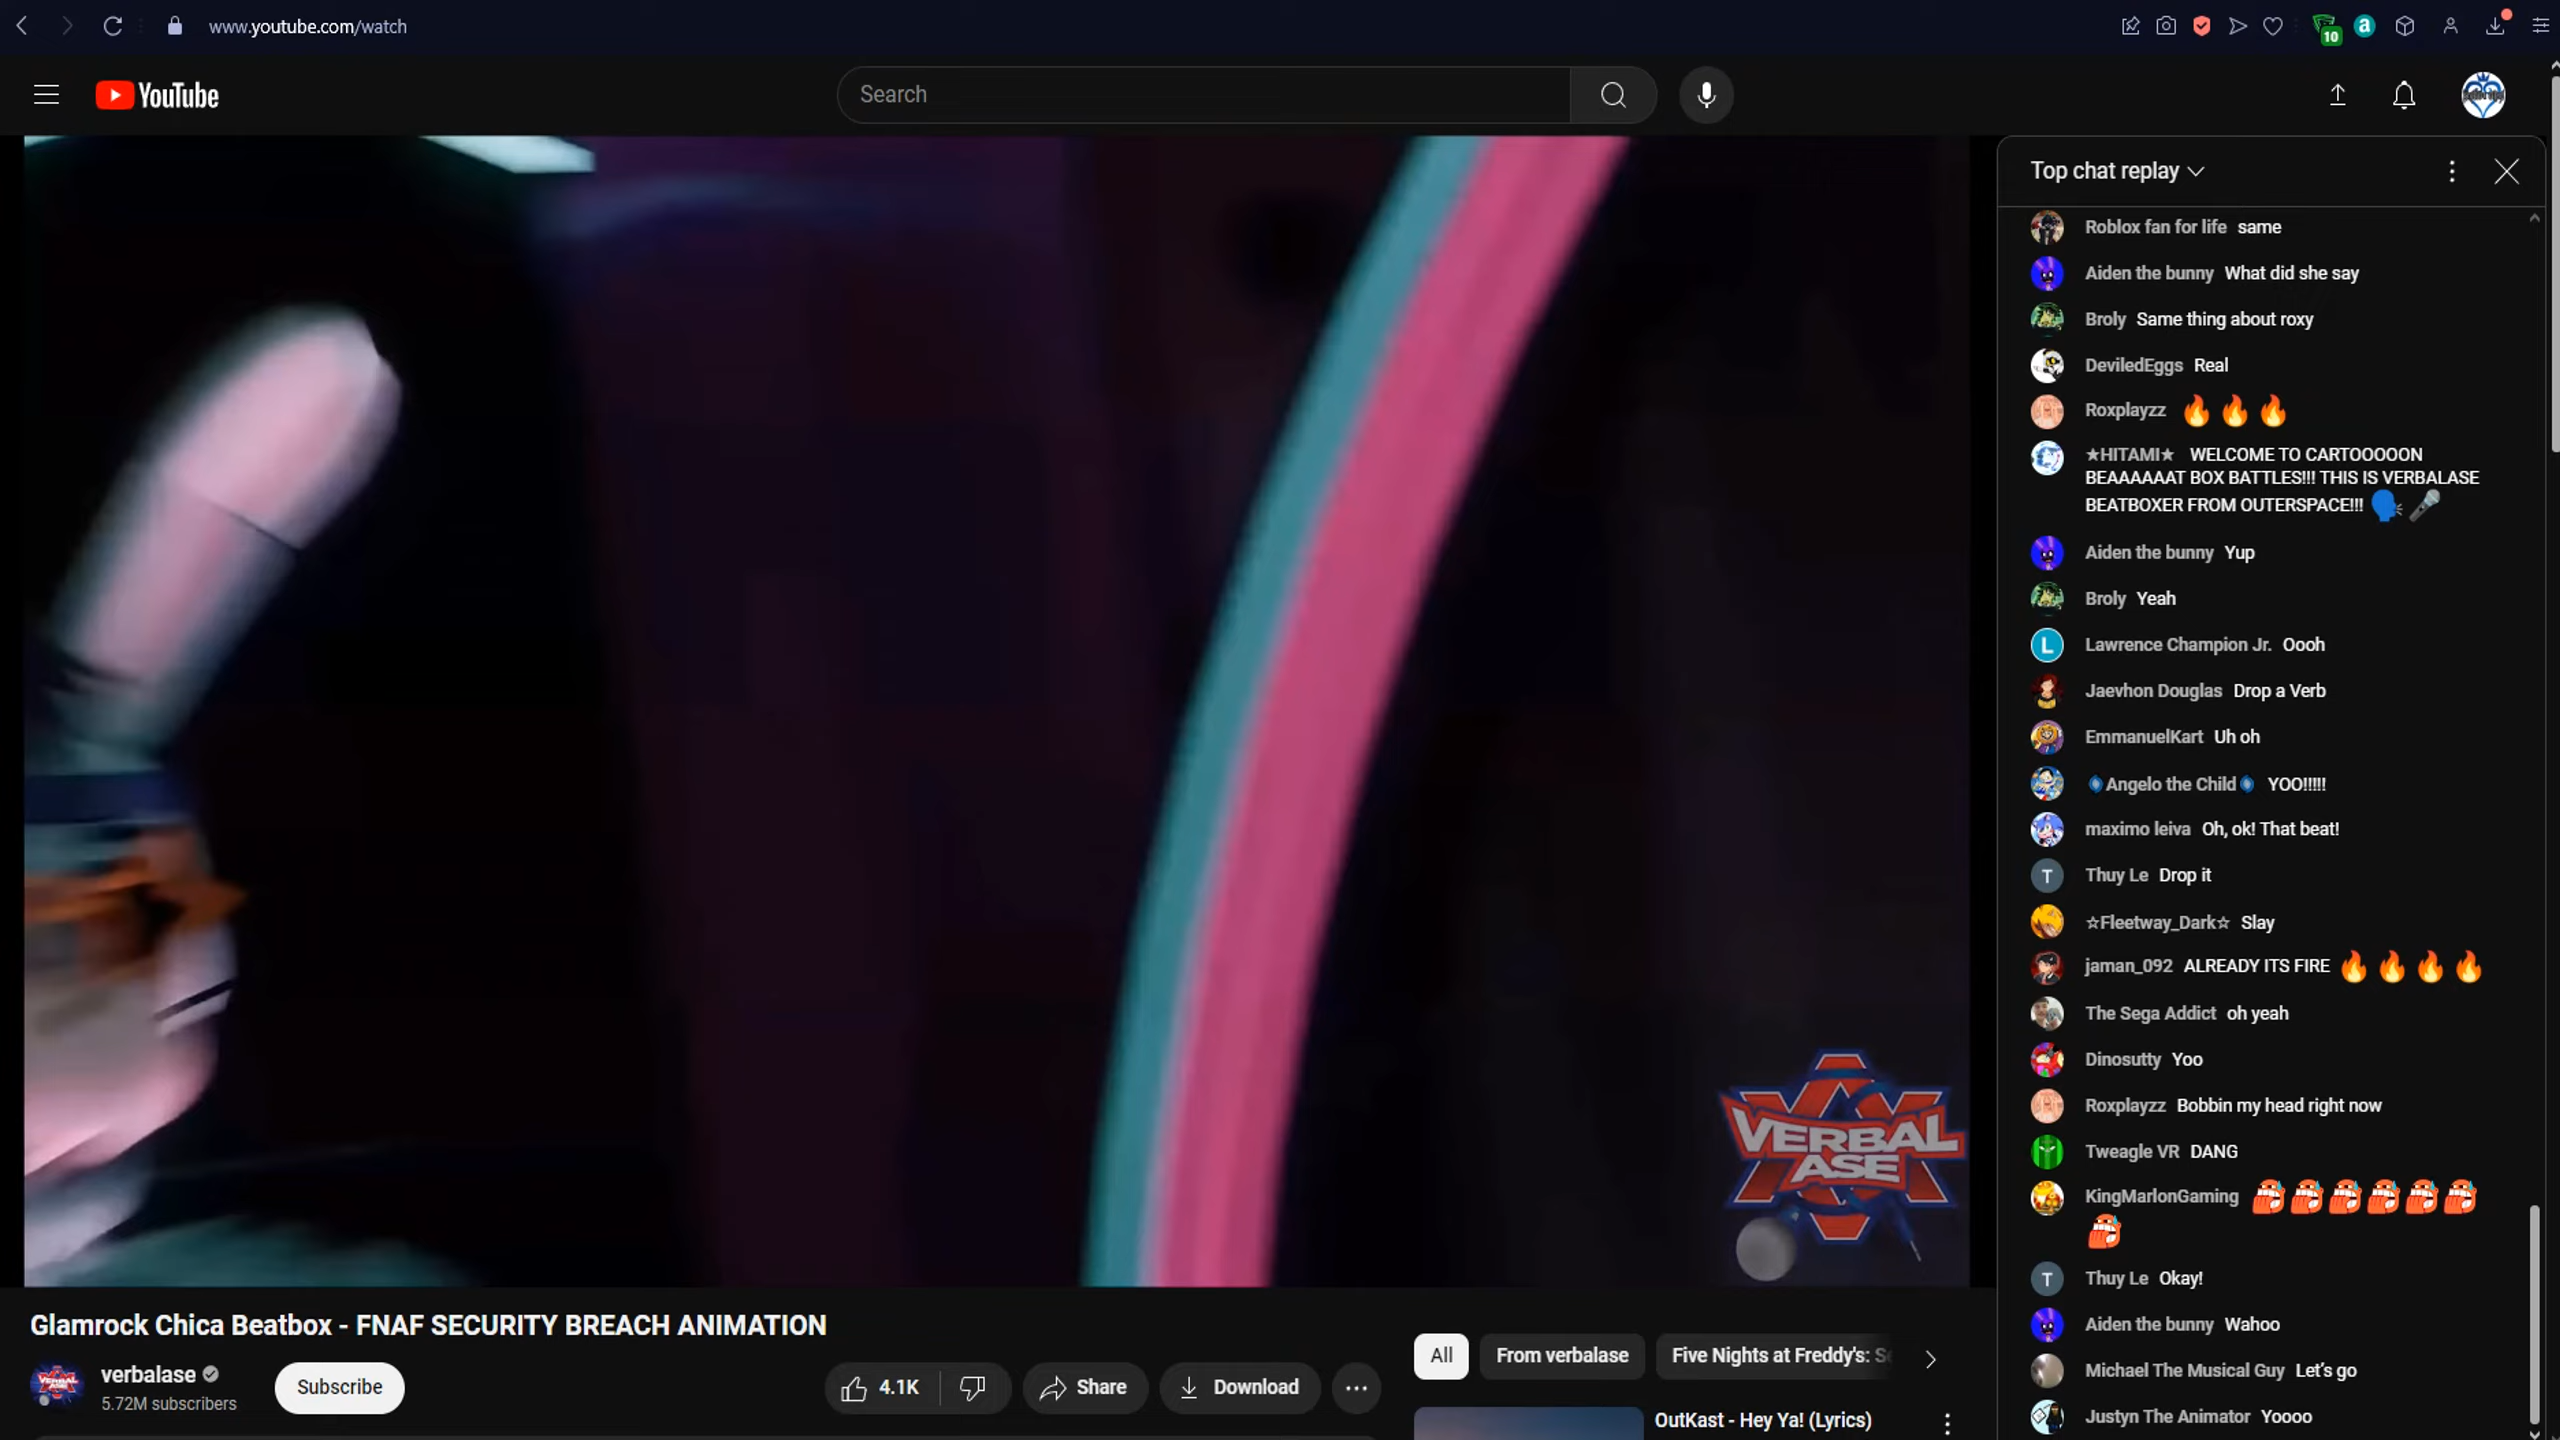 www.youtube.com/watch
10
a
YouTube
Search
VERBAL
ASE
Glamrock Chica Beatbox - FNAF SECURITY BREACH ANIMATION
verbalase
5.72M subscribers
Subscribe
4.1K
Share
Download
All
From verbalase
Five Nights at Freddy's: Se
OutKast - Hey Ya! (Lyrics)
Top chat replay
Roblox fan for life same
Aiden the bunny What did she say
Broly Same thing about roxy
DeviledEggs Real
Roxplayzz 🔥🔥🔥
★HITAMI★ WELCOME TO CARTOOOOON
BEAAAAAAT BOX BATTLES!!! THIS IS VERBALASE
BEATBOXER FROM OUTERSPACE!!! 🗣🎤
Aiden the bunny Yup
Broly Yeah
L
Lawrence Champion Jr. Oooh
Jaevhon Douglas Drop a Verb
EmmanuelKart Uh oh
Angelo the Child YOO!!!!!
maximo leiva Oh, ok! That beat!
T
Thuy Le Drop it
☆Fleetway_Dark☆ Slay
jaman_092 ALREADY ITS FIRE 🔥🔥🔥🔥
The Sega Addict oh yeah
Dinosutty Yoo
Roxplayzz Bobbin my head right now
Tweagle VR DANG
KingMarlonGaming
T
Thuy Le Okay!
Aiden the bunny Wahoo
Michael The Musical Guy Let's go
Justyn The Animator Yoooo